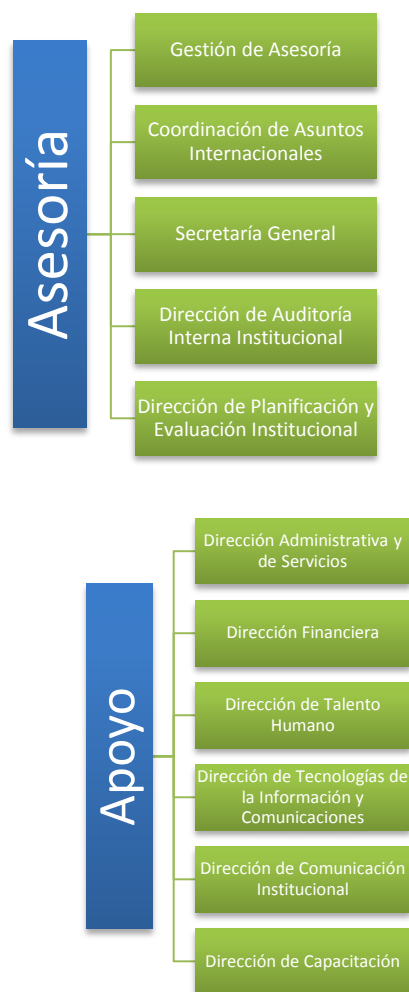 Asesoría
Gestión de Asesoría
Coordinación de Asuntos
Internacionales
Secretaría General
Dirección de Auditoría
Interna Institucional
Dirección de Planificación y
Evaluación Institucional
Apoyo
Dirección Administrativa y
de Servicios
Dirección Financiera
Dirección de Talento
Humano
Dirección de Tecnologías de
la Información y
Comunicaciones
Dirección de Comunicación
Institucional
Dirección de Capacitación